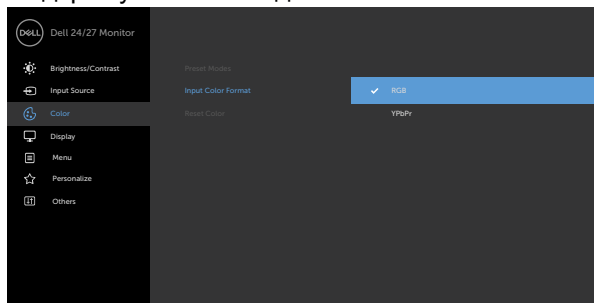 DELL Dell 24/27 Monitor
Brightness/Contrast
Preset Modes
Input Source
Input Color Format
RGB
Color
Reset Color
YPbPr
Display
Menu
Personalize
Others